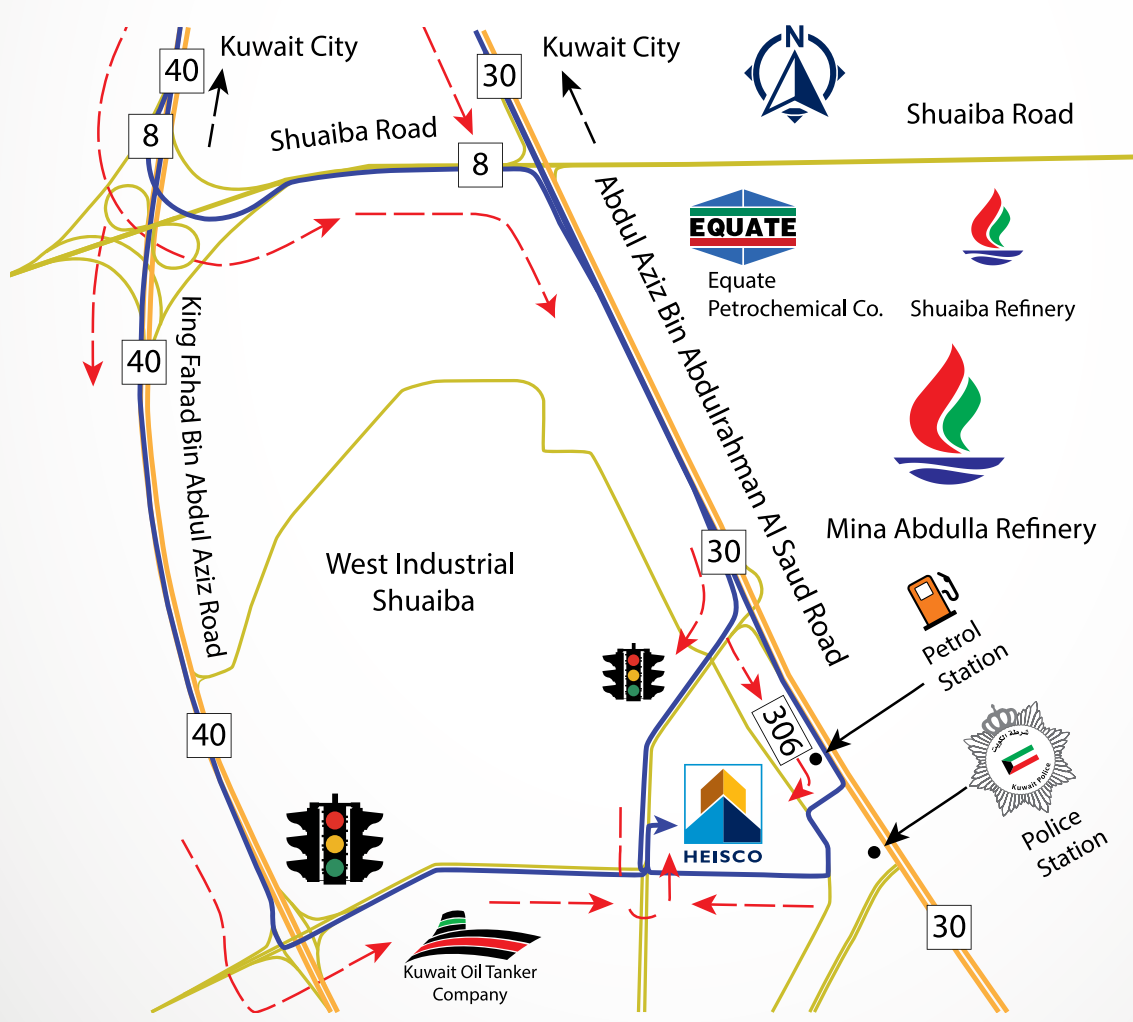 Kuwait City
Kuwait City
N
40
30
8
Shuaiba Road
8
Shuaiba Road
EQUATE
Equate
Petrochemical Co.
Shuaiba Refinery
Abdul Aziz Bin Abdulrahman Al Saud Road
King Fahad Bin Abdul Aziz Road
40
Mina Abdulla Refinery
30
West Industrial
Shuaiba
Petrol
Station
306
40
شرطة الكويت
Kuwait Police
Police
Station
HEISCO
30
Kuwait Oil Tanker
Company